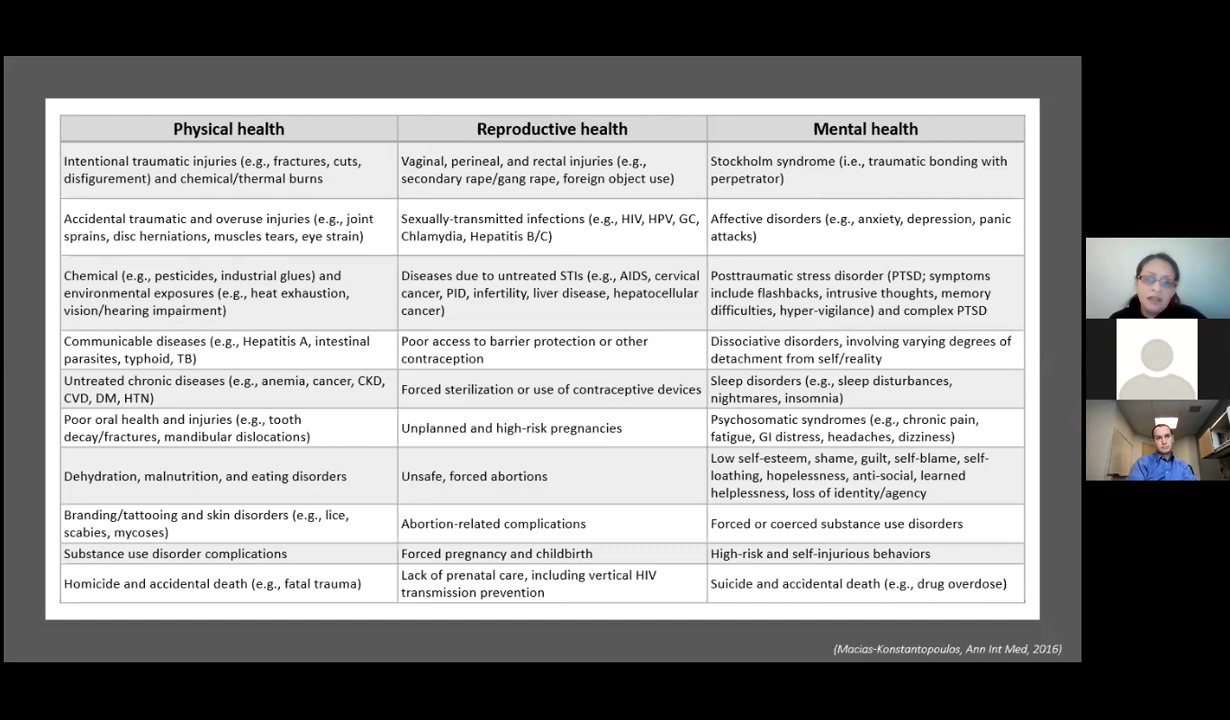 Physical health
Reproductive health
Mental health
Intentional traumatic injuries (e.g., fractures, cuts,
disfigurement) and chemical/thermal burns
Vaginal, perineal, and rectal injuries (e.g.,
secondary rape/gang rape, foreign object use)
Stockholm syndrome (i.e., traumatic bonding with
perpetrator)
Accidental traumatic and overuse injuries (e.g., joint
sprains, disc herniations, muscles tears, eye strain)
Sexually-transmitted infections (e.g., HIV, HPV, GC,
Chlamydia, Hepatitis B/C)
Affective disorders (e.g., anxiety, depression, panic
attacks)
Chemical (e.g., pesticides, industrial glues) and
environmental exposures (e.g., heat exhaustion,
vision/hearing impairment)
Diseases due to untreated STIs (e.g., AIDS, cervical
cancer, PID, infertility, liver disease, hepatocellular
cancer)
Posttraumatic stress disorder (PTSD; symptoms
include flashbacks, intrusive thoughts, memory
difficulties, hyper-vigilance) and complex PTSD
Communicable diseases (e.g., Hepatitis A, intestinal
parasites, typhoid, TB)
Poor access to barrier protection or other
contraception
Dissociative disorders, involving varying degrees of
detachment from self/reality
Untreated chronic diseases (e.g., anemia, cancer, CKD,
CVD, DM, HTN)
Forced sterilization or use of contraceptive devices
Sleep disorders (e.g., sleep disturbances,
nightmares, insomnia)
Poor oral health and injuries (e.g., tooth
decay/fractures, mandibular dislocations)
Unplanned and high-risk pregnancies
Psychosomatic syndromes (e.g., chronic pain,
fatigue, GI distress, headaches, dizziness)
Dehydration, malnutrition, and eating disorders
Unsafe, forced abortions
Low self-esteem, shame, guilt, self-blame, self-
loathing, hopelessness, anti-social, learned
helplessness, loss of identity/agency
Branding/tattooing and skin disorders (e.g., lice,
scabies, mycoses)
Abortion-related complications
Forced or coerced substance use disorders
Substance use disorder complications
Forced pregnancy and childbirth
High-risk and self-injurious behaviors
Homicide and accidental death (e.g., fatal trauma)
Lack of prenatal care, including vertical HIV
transmission prevention
Suicide and accidental death (e.g., drug overdose)
(Macias-Konstantopoulos, Ann Int Med, 2016)